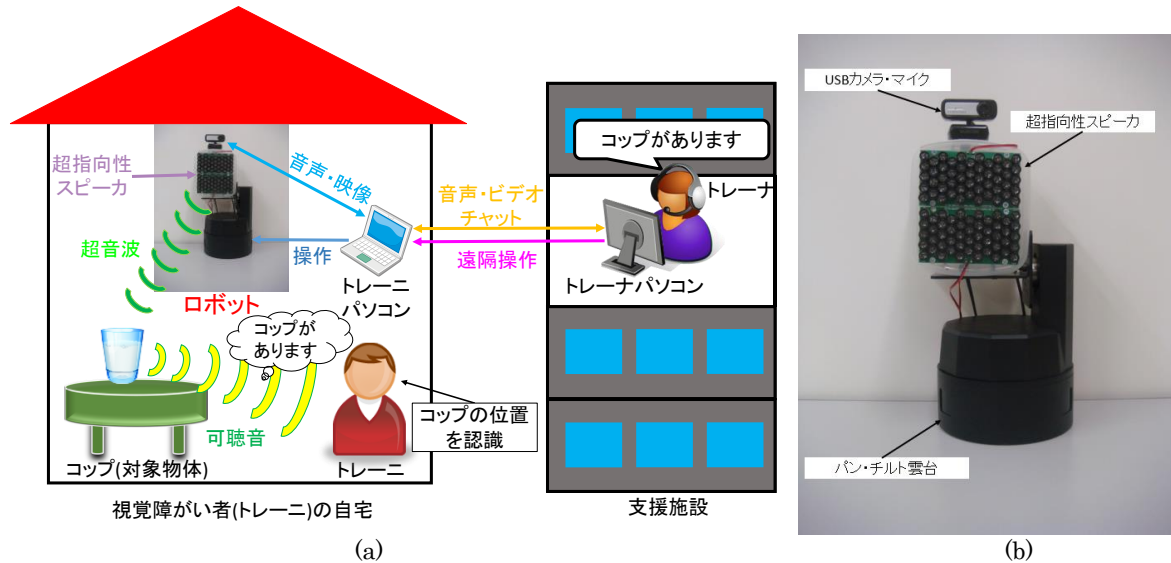 超指向性
スピーカ
音声・映像
超音波
操作
ロボット
トレーニ
パソコン
コップが
あります
可聴音
コップ(対象物体)
トレーニ
コップの位置
を認識
視覚障がい者(トレーニ)の自宅
音声・ビデオ
チャット
遠隔操作
コップがあります
トレーナ
トレーナパソコン
支援施設
(a)
USBカメラ・マイク
超指向性スピーカ
パン・チルト雲台
(b)